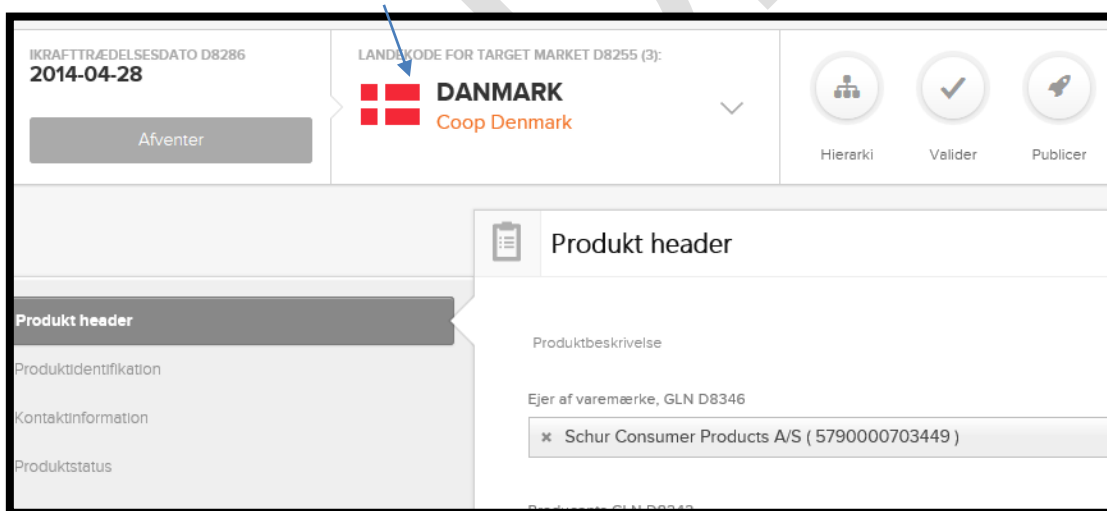 IKRAFTTRÆDELSESDATO D8286
2014-04-28
Afventer
LANDEKODE FOR TARGET MARKET D8255 (3):
DANMARK
Coop Denmark
Hierarki
Valider
Publicer
Produkt header
Produkt header
Produktidentifikation
Kontaktinformation
Produktstatus
Produktbeskrivelse
Ejer af varemærke, GLN D8346
× Schur Consumer Products A/S ( 5790000703449 )